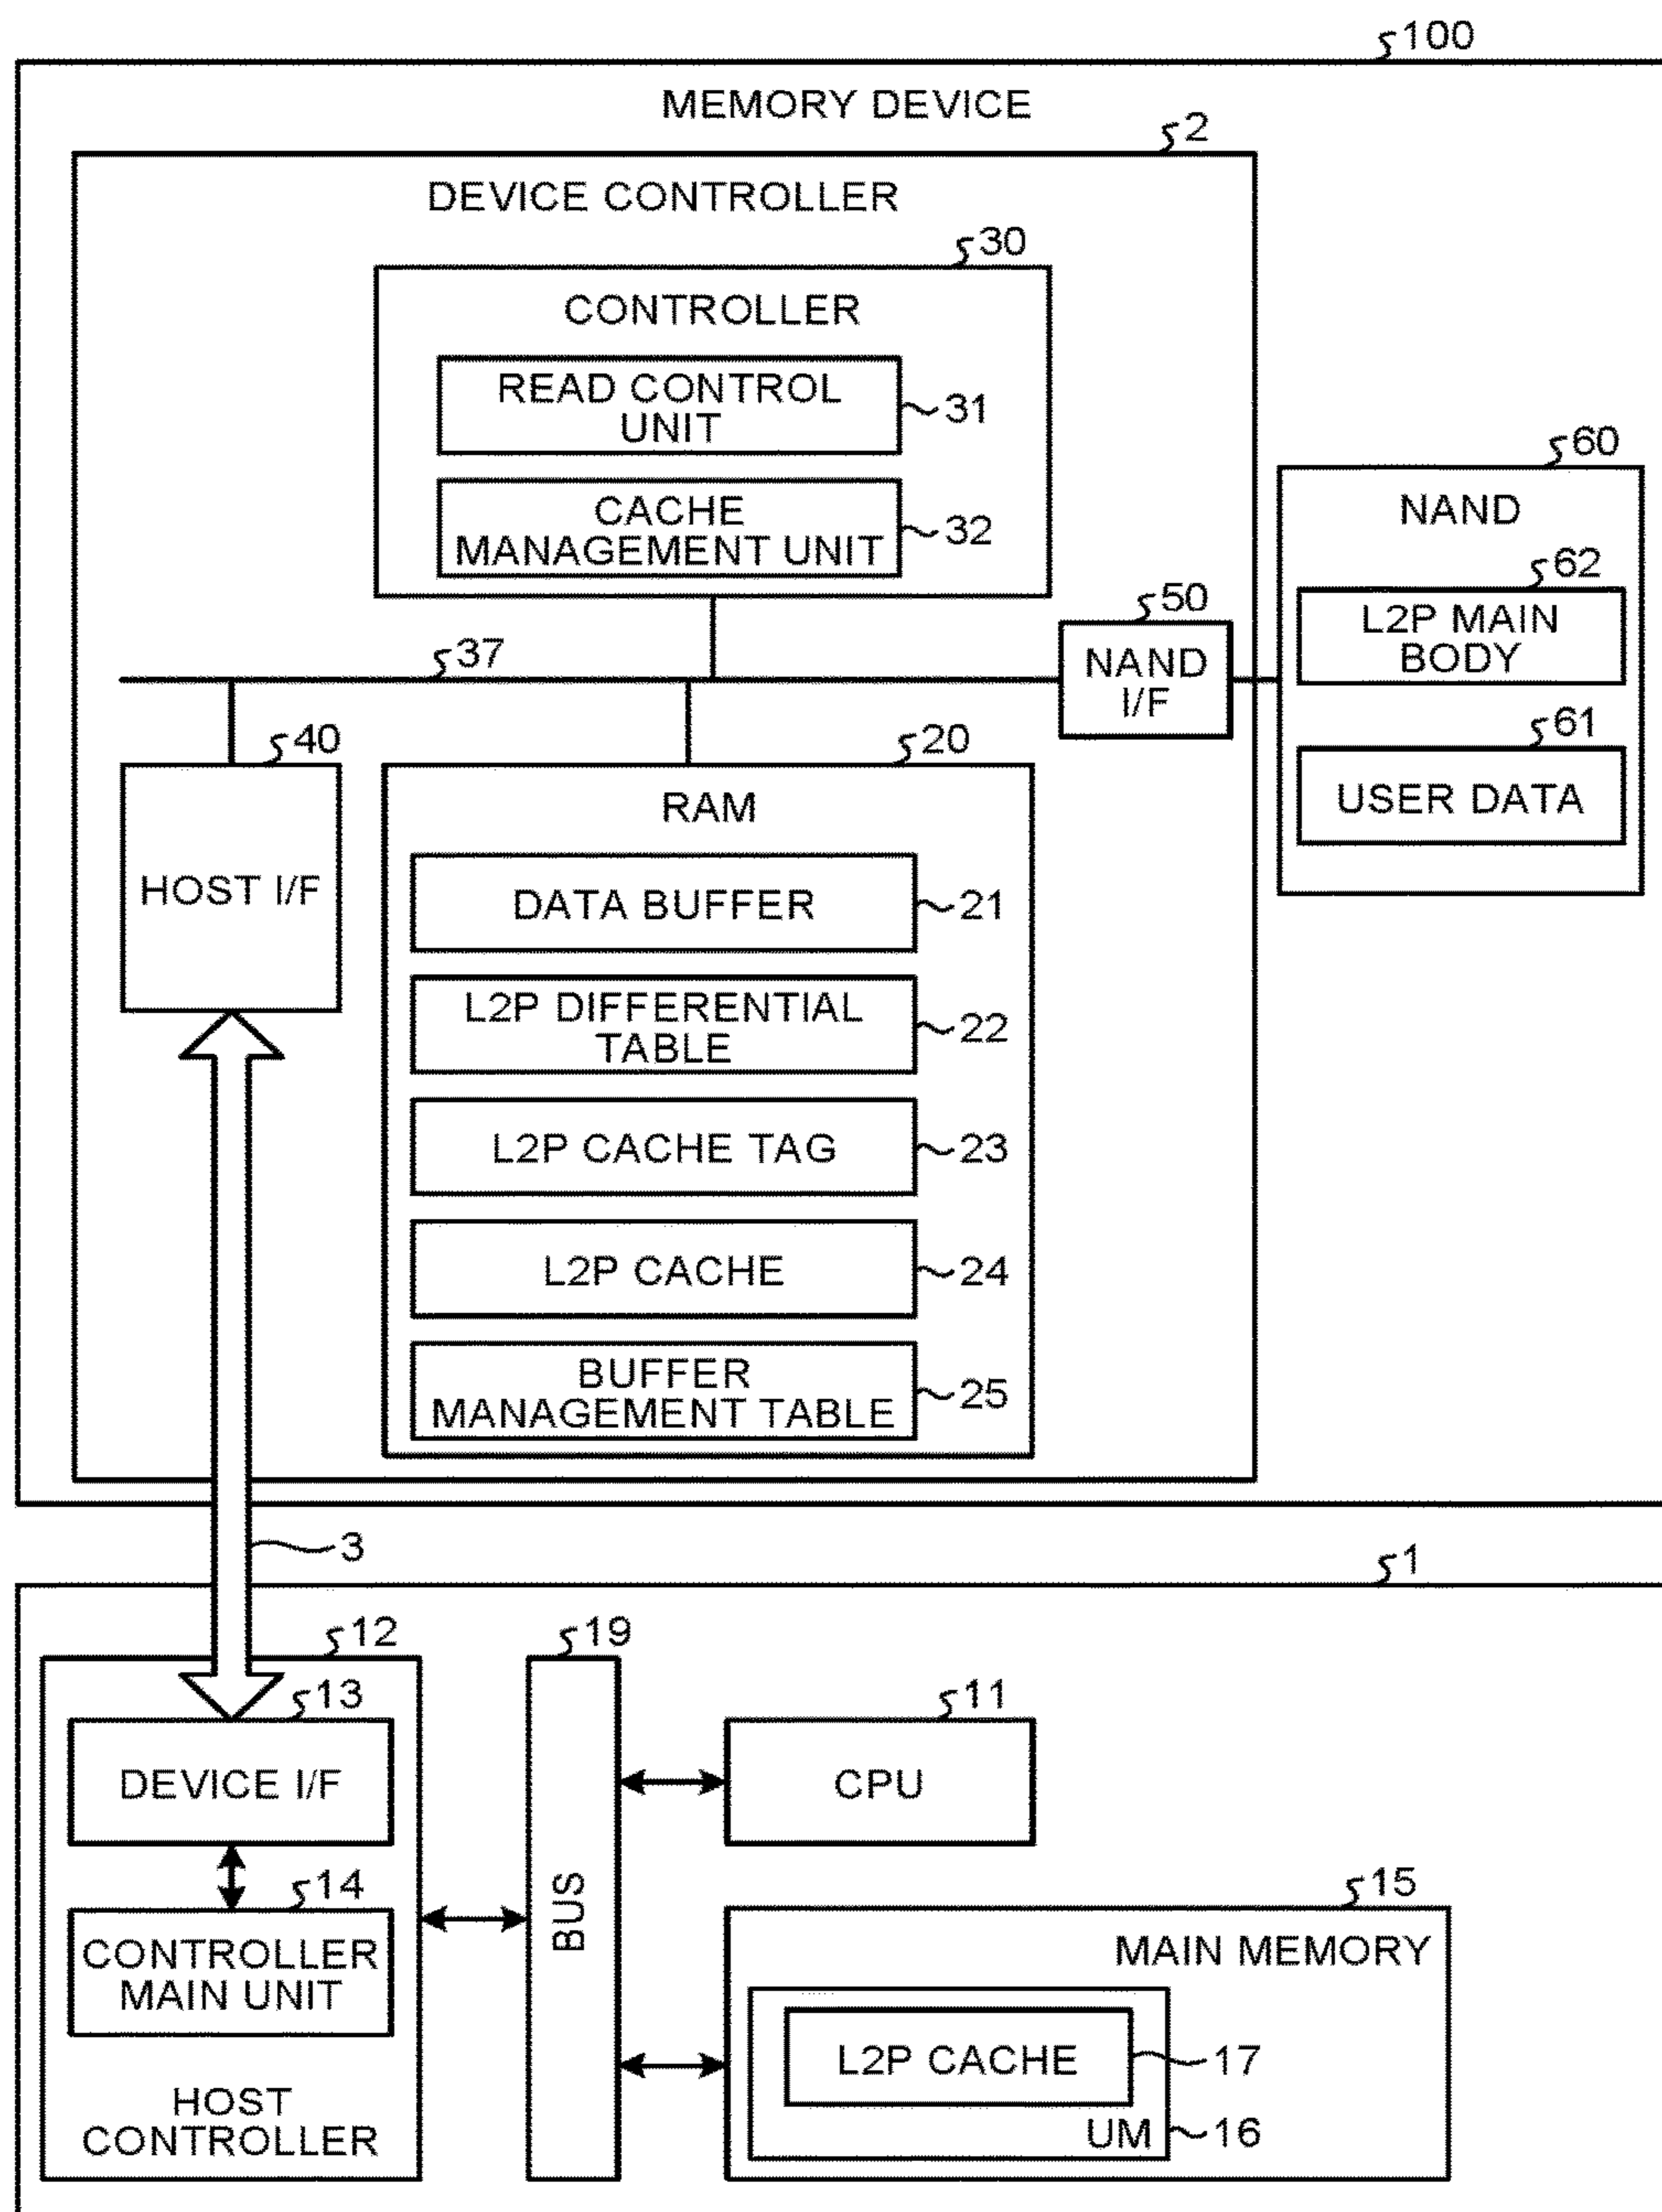 100
MEMORY DEVICE
2
DEVICE CONTROLLER
30
CONTROLLER
READ CONTROL
UNIT
31
CACHE
MANAGEMENT UNIT
32
60
NAND
62
L2P MAIN
BODY
61
USER DATA
50
NAND
I/F
37
40
HOST I/F
20
RAM
DATA BUFFER
21
L2P DIFFERENTIAL
TABLE
22
L2P CACHE TAG
23
L2P CACHE
24
BUFFER
MANAGEMENT TABLE
25
3
1
12
13
DEVICE I/F
14
CONTROLLER
MAIN UNIT
HOST
CONTROLLER
19
BUS
11
CPU
15
MAIN MEMORY
L2P CACHE
17
UM
16